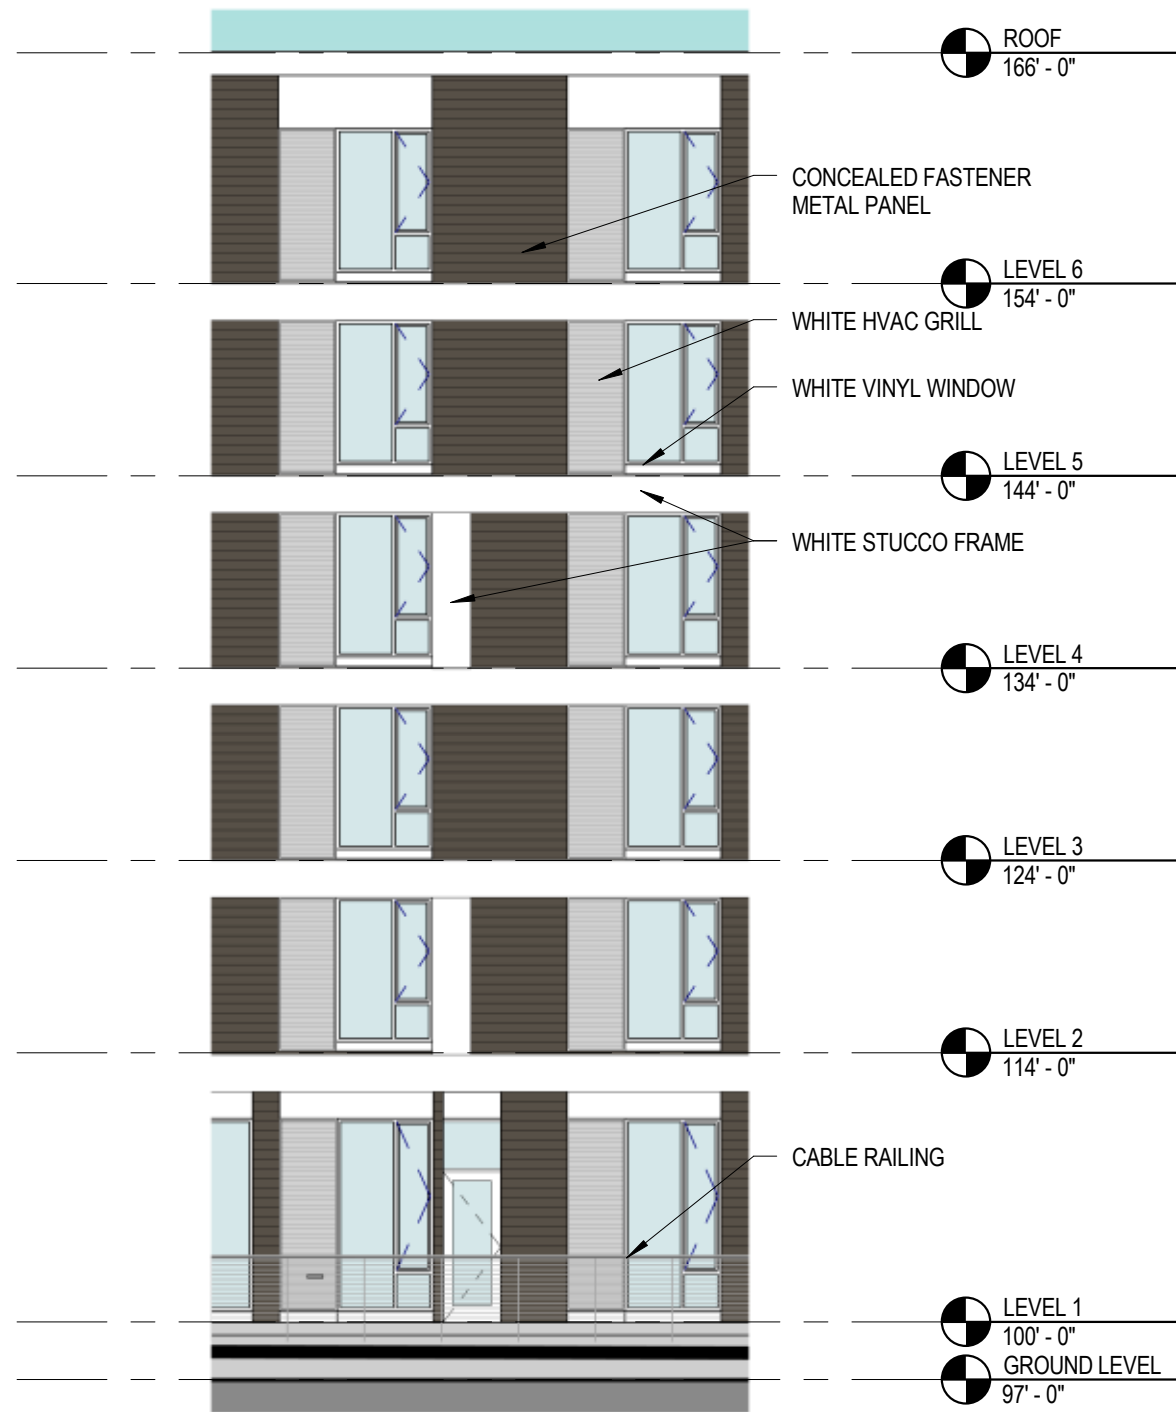 ROOF
166' - 0"
CONCEALED FASTENER
METAL PANEL
LEVEL 6
154' - 0"
WHITE HVAC GRILL
WHITE VINYL WINDOW
LEVEL 5
144' - 0"
WHITE STUCCO FRAME
LEVEL 4
134' - 0"
LEVEL 3
124' - 0"
LEVEL 2
114' - 0"
CABLE RAILING
LEVEL 1
100' - 0"
GROUND LEVEL
97' - 0"